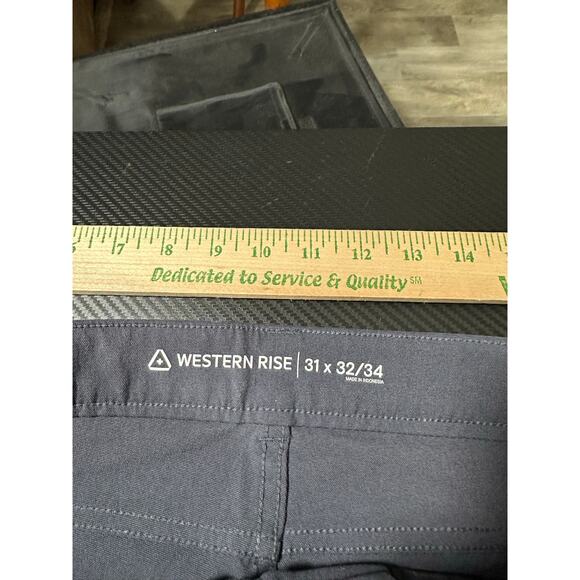 7 8 9 10 11 12 13 14
Dedicated to Service & Quality SM
WESTERN RISE | 31 x 32/34
MADE IN INDONESIA